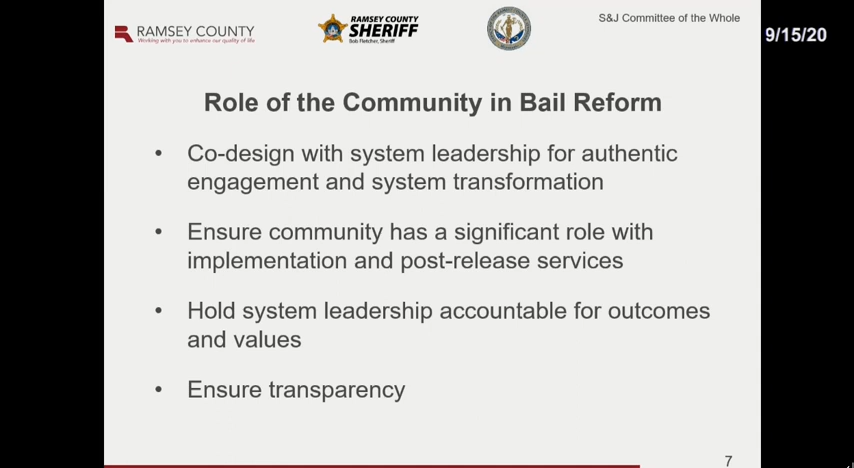 RAMSEY COUNTY
Working with you to enhance our quality of life
RAMSEY COUNTY
SHERIFF
Bob Fletcher, Sheriff
S&J Committee of the Whole
9/15/20
Role of the Community in Bail Reform
• Co-design with system leadership for authentic
engagement and system transformation
• Ensure community has a significant role with
implementation and post-release services
• Hold system leadership accountable for outcomes
and values
• Ensure transparency
7